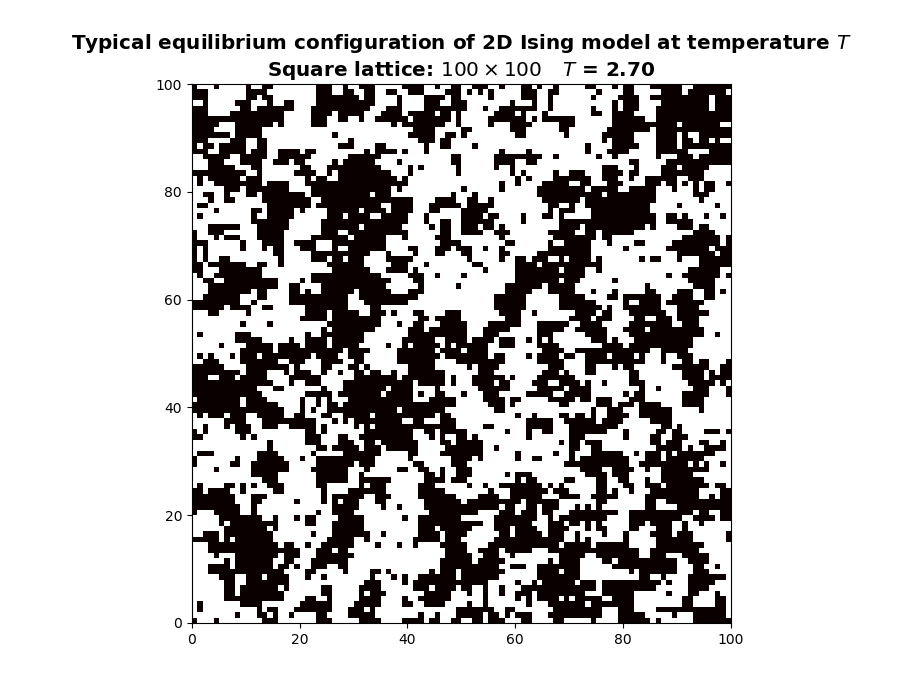 Typical equilibrium configuration of 2D Ising model at temperature T
Square lattice: 100 × 100 T = 2.70
100
80
60
40
20
0
0 20 40 60 80 100